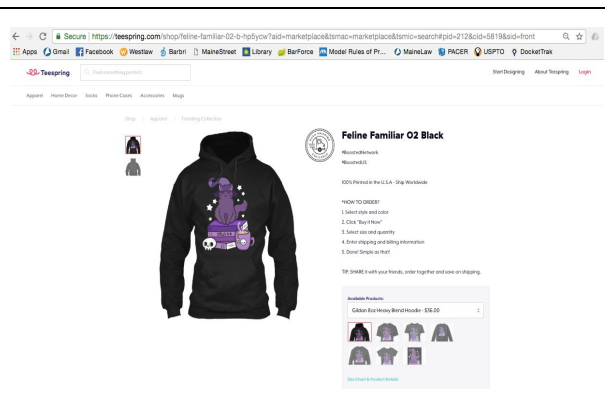 Secure | https://teespring.com/shop/feline-familiar-02-b-hp5ycw?aid=marketplace&tsmac=marketplace&tsmic=search#pid=212&cid=5819&sid=front
Apps Gmail Facebook Westlaw Barbri MaineStreet Library BarForce Model Rules of Pr... MaineLaw PACER USPTO DocketTrak
Teespring Find something perfect. Start Designing About Teespring Login
Apparel Home Decor Socks Phone Cases Accessories Mugs
Shop Apparel Trending Collection
Feline Familiar 02 Black
#BoostedNetwork
#BoostedUS
100% Printed in the U.S.A - Ship Worldwide
*HOW TO ORDER?
1. Select style and color
2. Click "Buy it Now"
3. Select size and quantity
4. Enter shipping and billing information
5. Done! Simple as that!
TIP: SHARE it with your friends, order together and save on shipping.
Available Products:
Gildan 8oz Heavy Blend Hoodie - $36.00
Size Chart & Product Details